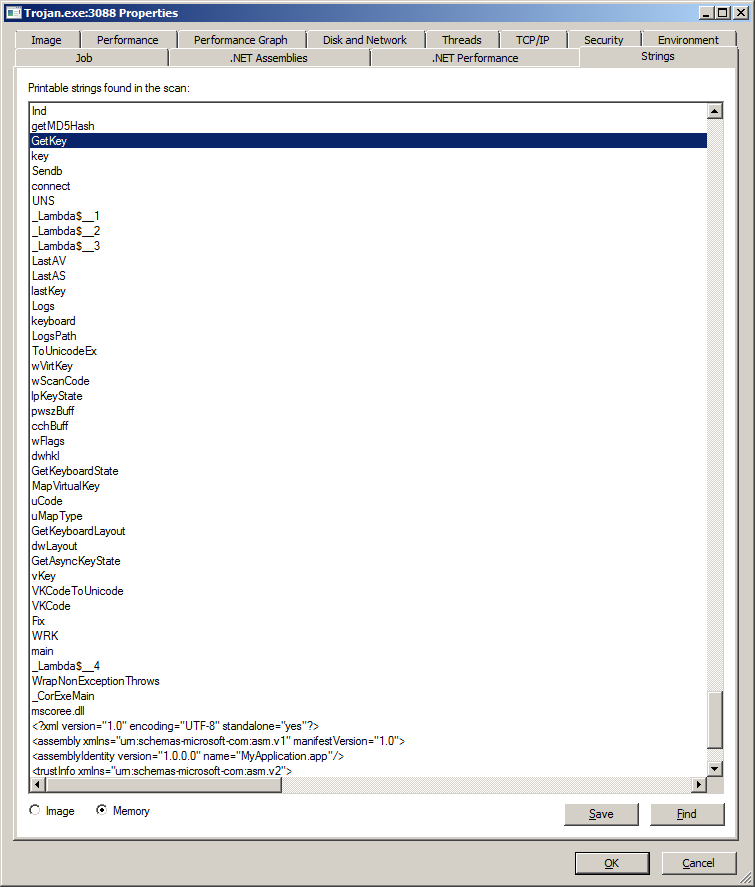 Trojan.exe:3088 Properties
Image Performance Performance Graph Disk and Network Threads TCP/IP Security Environment
Job .NET Assemblies .NET Performance Strings
Printable strings found in the scan:
Ind
getMD5Hash
GetKey
key
Sendb
connect
UNS
_Lambda$__1
_Lambda$__2
_Lambda$__3
LastAV
LastAS
lastKey
Logs
keyboard
LogsPath
ToUnicodeEx
wVirtKey
wScanCode
lpKeyState
pwszBuff
cchBuff
wFlags
dwhkl
GetKeyboardState
MapVirtualKey
uCode
uMapType
GetKeyboardLayout
dwLayout
GetAsyncKeyState
vKey
VKCodeToUnicode
VKCode
Fix
WRK
main
_Lambda$__4
WrapNonExceptionThrows
_CorExeMain
mscoree.dll
<?xml version="1.0" encoding="UTF-8" standalone="yes"?>
<assembly xmlns="urn:schemas-microsoft-com:asm.v1" manifestVersion="1.0">
<assemblyIdentity version="1.0.0.0" name="MyApplication.app"/>
<trustInfo xmlns="urn:schemas-microsoft-com:asm.v2">
Image Memory Save Find
OK Cancel